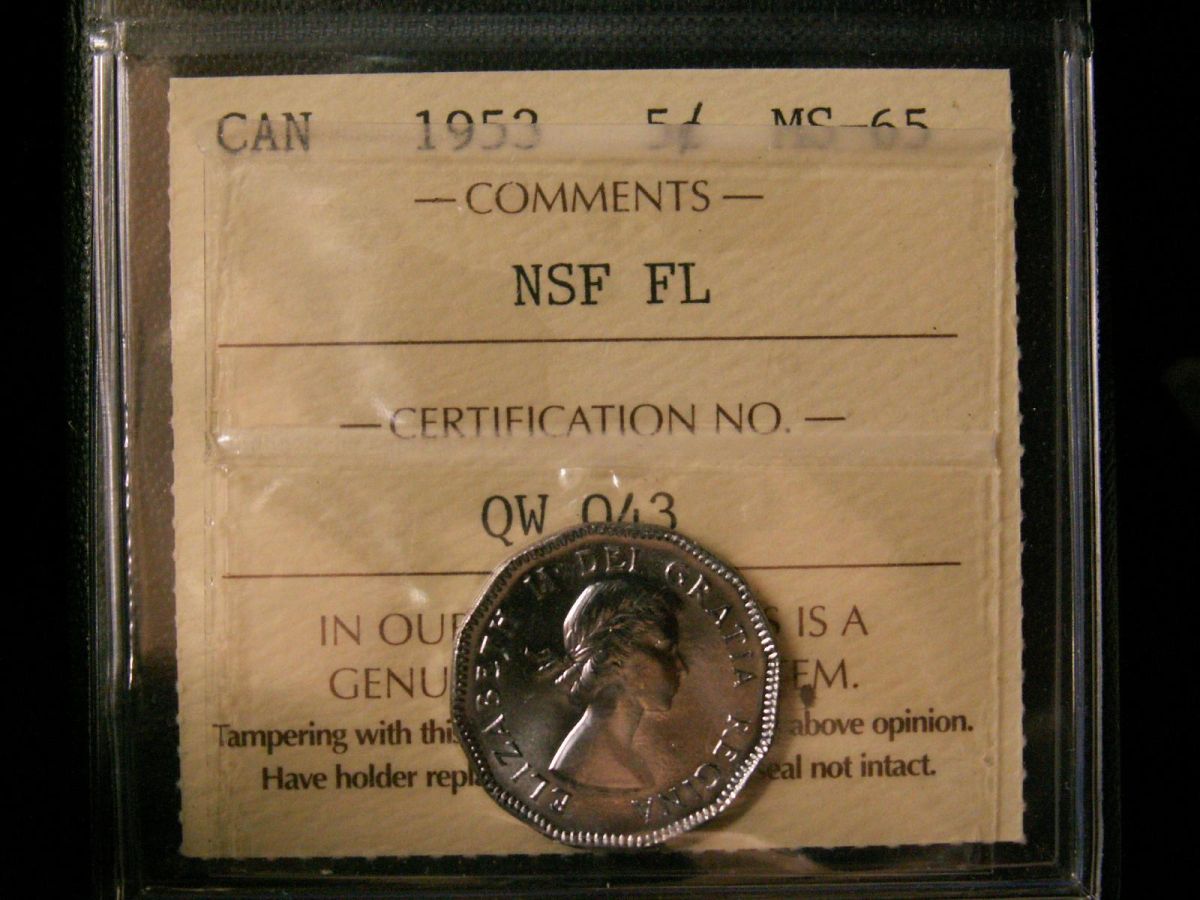 CAN 1953 5¢ MS-65
— COMMENTS —
NSF FL
— CERTIFICATION NO. —
QW 043
IN OUR IS A
GENU EM.
Tampering with this above opinion.
Have holder repl seal not intact.
ELIZABETH II DEI GRATIA REGINA